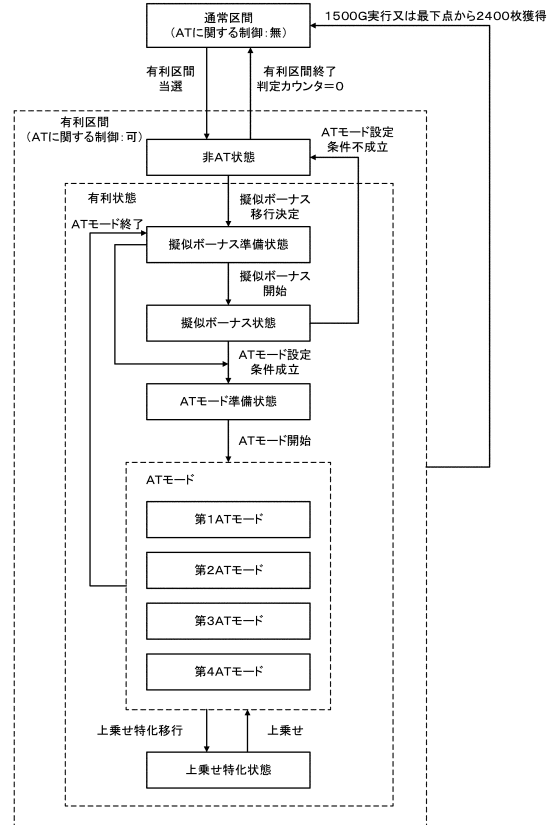 通常区間
(ATに関する制御:無)
1500G実行又は最下点から2400枚獲得
有利区間
当選
有利区間終了
判定カウンタ=0
有利区間
(ATに関する制御:可)
ATモード設定
条件不成立
非AT状態
有利状態
擬似ボーナス
移行決定
ATモード終了
擬似ボーナス準備状態
擬似ボーナス
開始
擬似ボーナス状態
ATモード設定
条件成立
ATモード準備状態
ATモード開始
ATモード
第1ATモード
第2ATモード
第3ATモード
第4ATモード
上乗せ特化移行
上乗せ
上乗せ特化状態